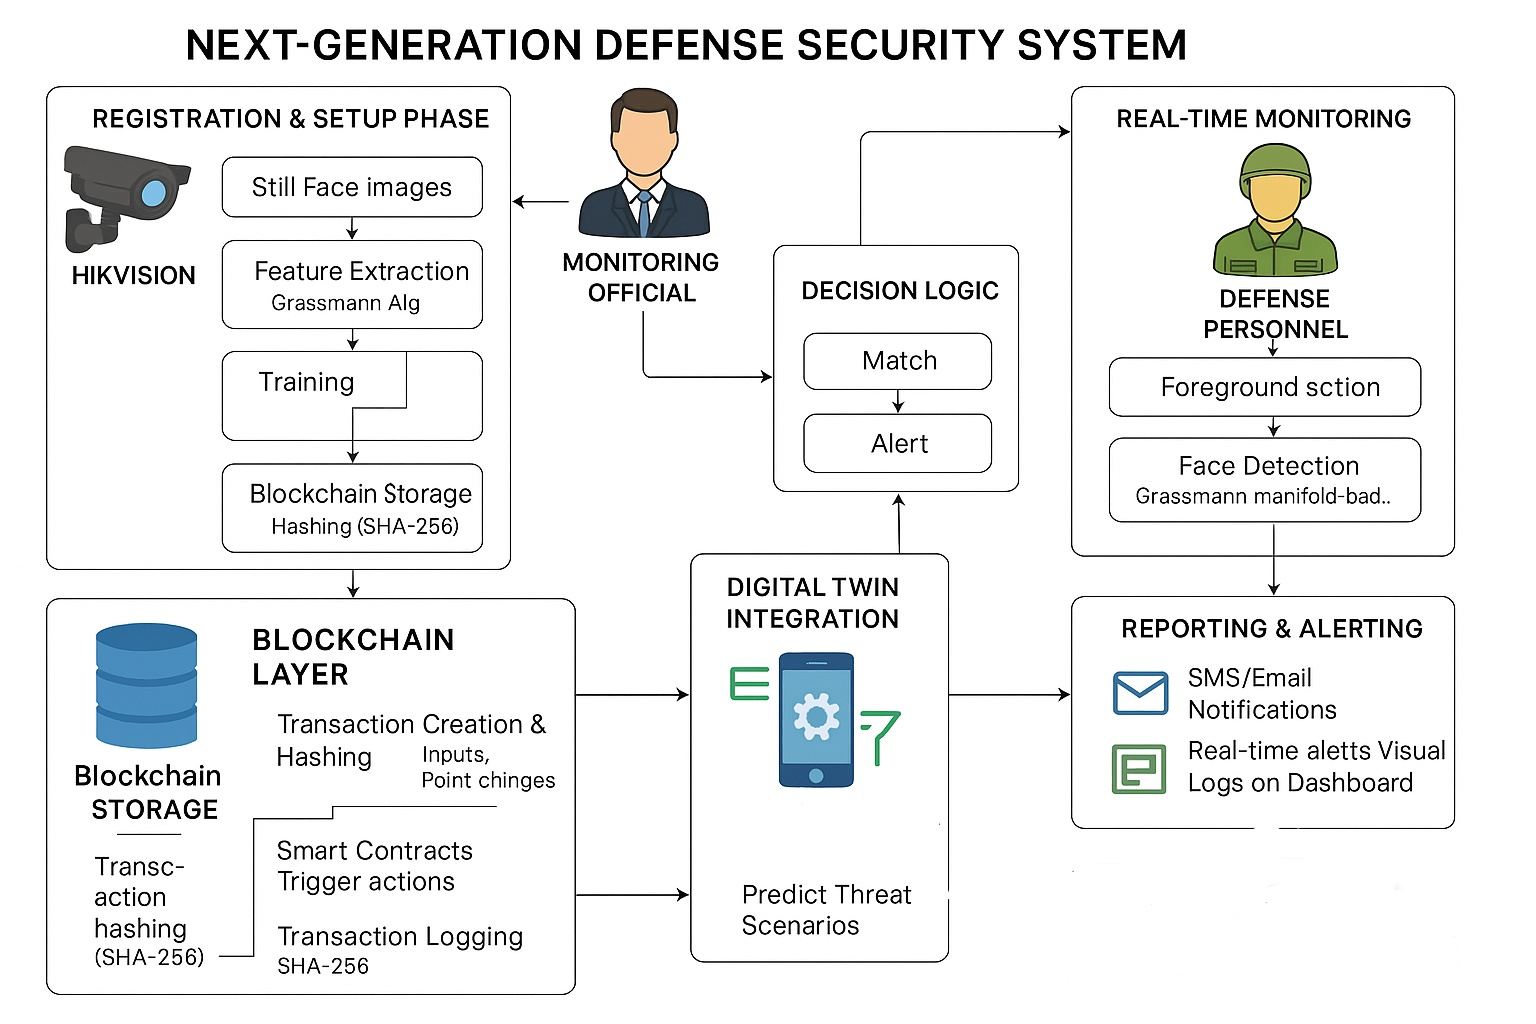 NEXT-GENERATION DEFENSE SECURITY SYSTEM
REGISTRATION & SETUP PHASE
HIKVISION
Still Face images
Feature Extraction
Grassmann Alg
Training
Blockchain Storage
Hashing (SHA-256)
MONITORING
OFFICIAL
DECISION LOGIC
Match
Alert
REAL-TIME MONITORING
DEFENSE
PERSONNEL
Foreground sction
Face Detection
Grassmann manifold-bad..
BLOCKCHAIN
LAYER
Blockchain
STORAGE
Transc-
action
hashing
(SHA-256)
Transaction Creation &
Hashing
Inputs,
Point chinges
Smart Contracts
Trigger actions
Transaction Logging
SHA-256
DIGITAL TWIN
INTEGRATION
Predict Threat
Scenarios
REPORTING & ALERTING
SMS/Email
Notifications
Real-time aletts Visual
Logs on Dashboard